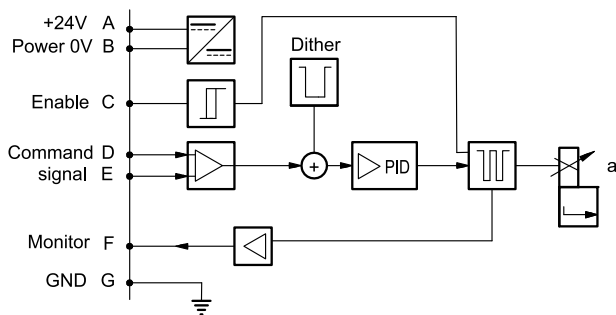 +24V A
Power 0V B
Dither
Enable C
Command D
signal E
PID
a
Monitor F
GND G